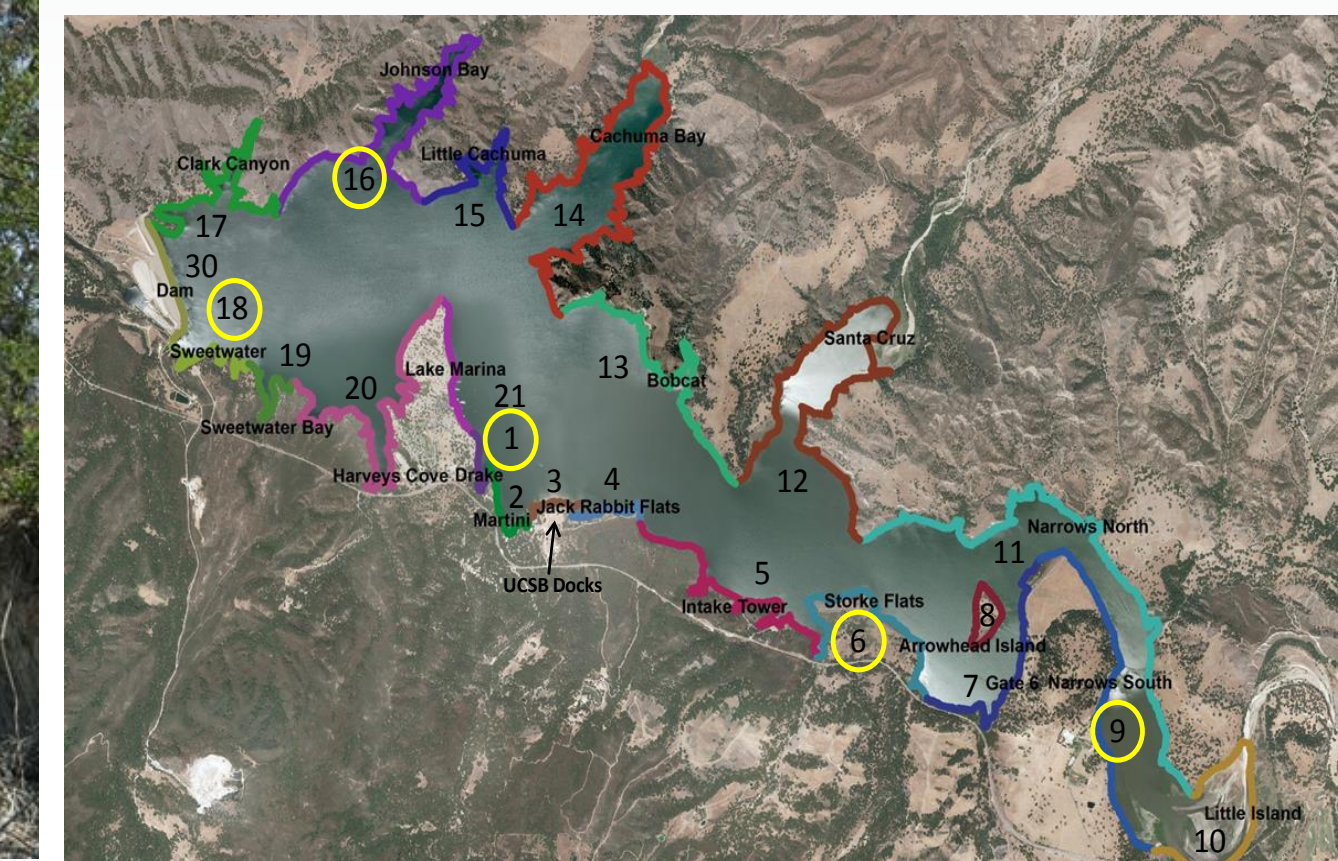 Johnson Bay
Cachuma Bay
Little Cachuma
Clark Canyon
16
15
14
17
30
Dam
18
Santa Cruz
Sweetwater
19
Lake Marina
13
Bobcat
20
21
Sweetwater Bay
1
Harveys Cove
Drake
3
4
12
2
Jack Rabbit Flats
Martini
Narrows North
11
UCSB Docks
5
Intake Tower
Storke Flats
8
6
Arrowhead Island
7
Gate 6
Narrows South
9
Little Island
10